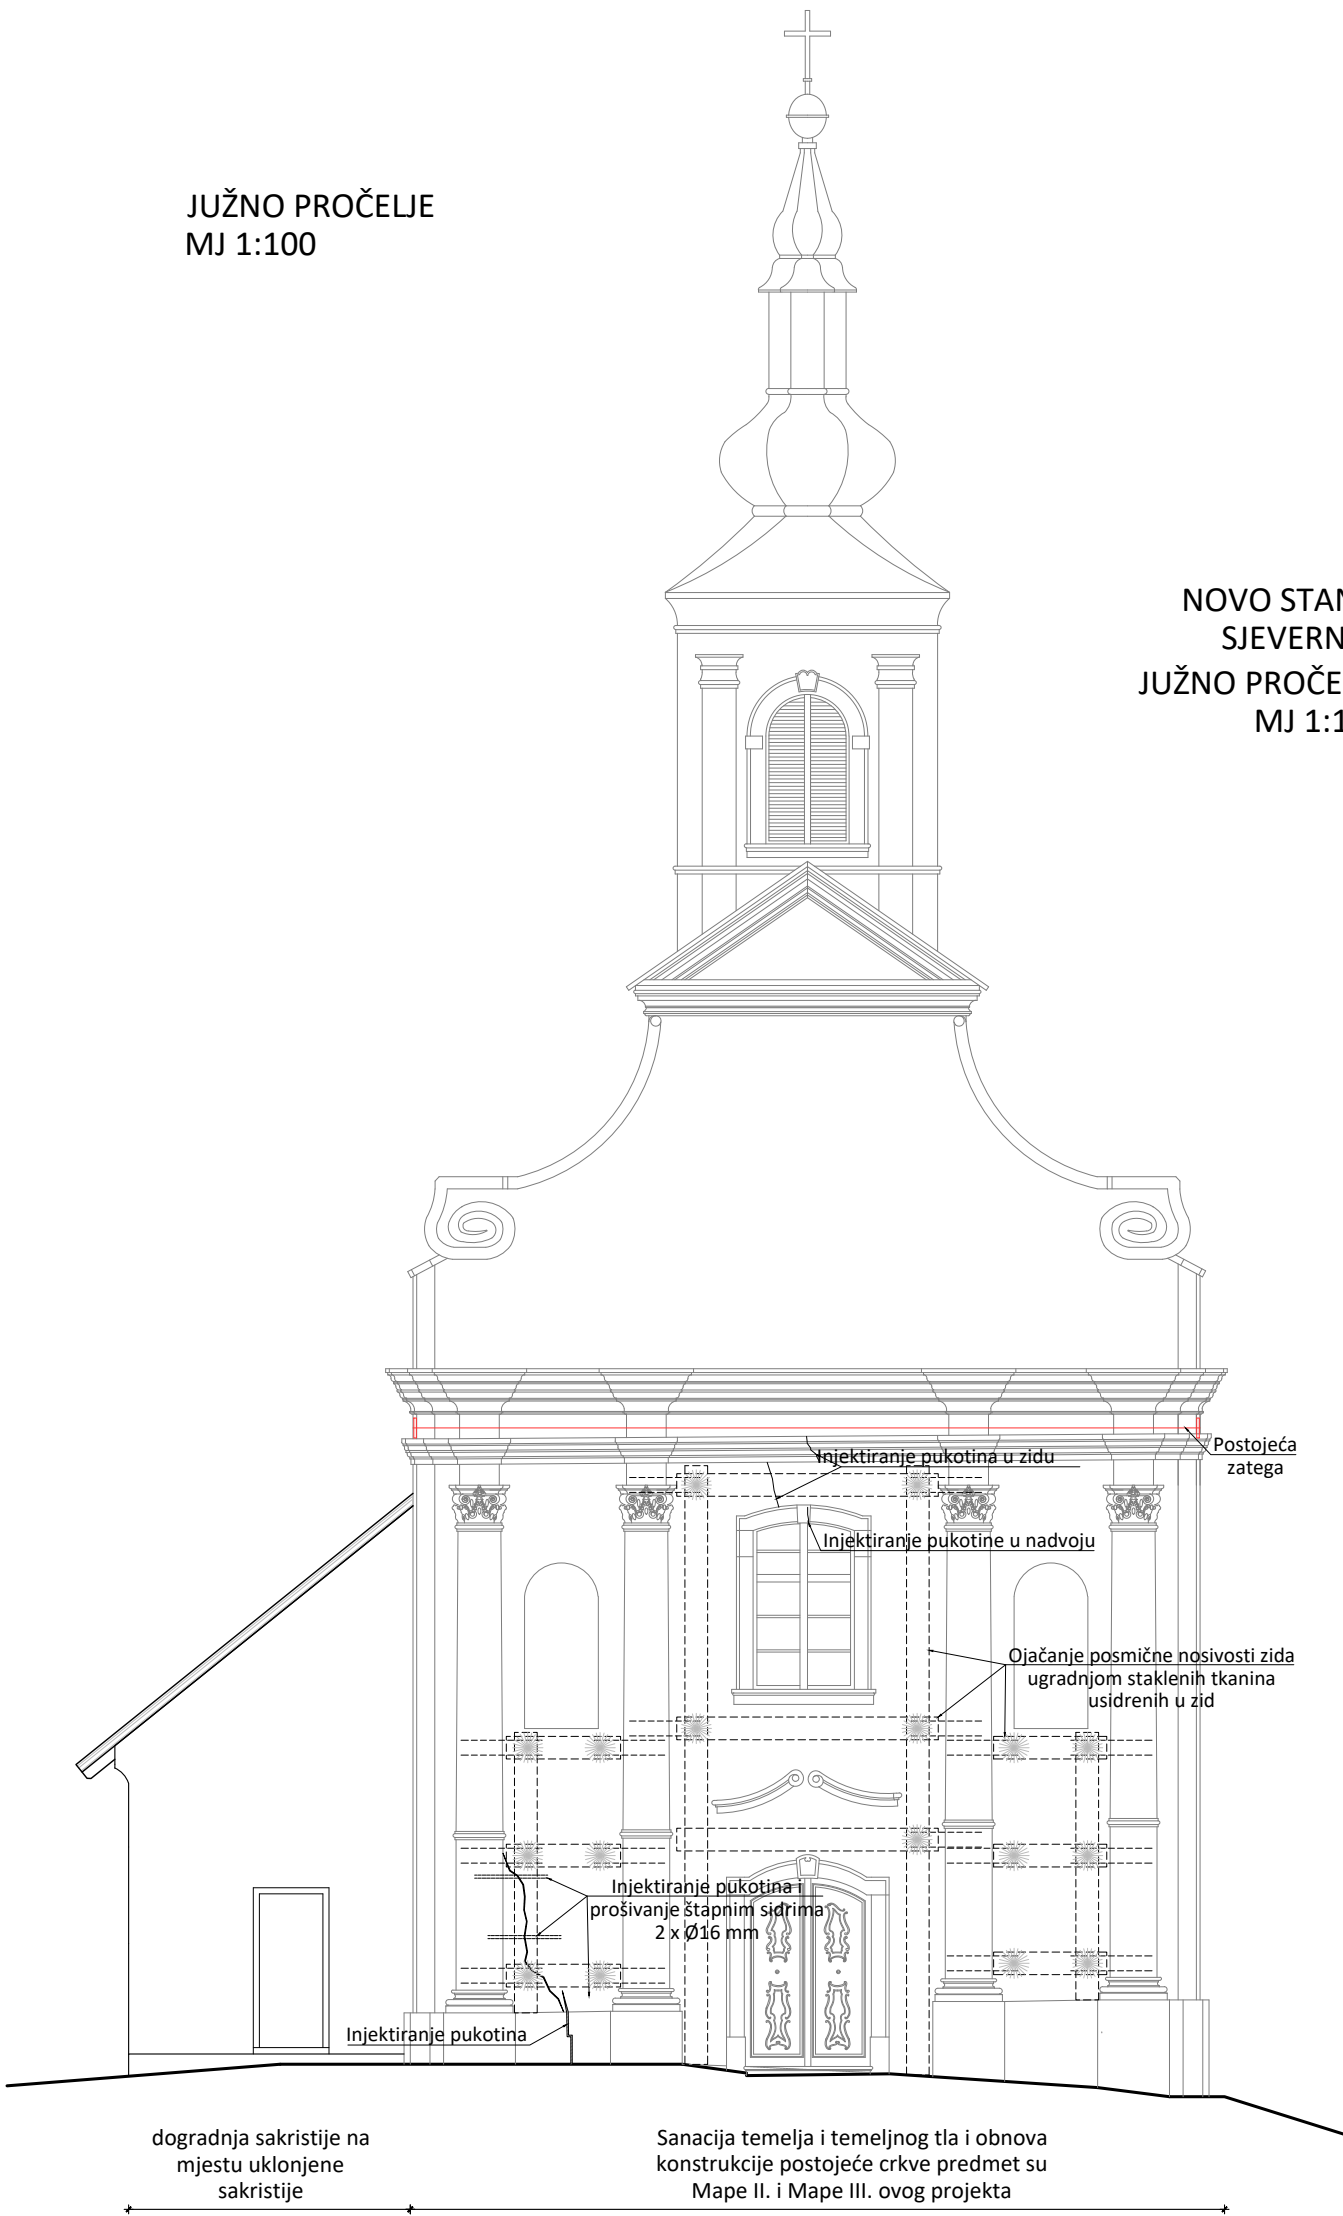 JUŽNO PROČELJE
MJ 1:100
NOVO STAN
SJEVERN
JUŽNO PROČE
MJ 1:1
Postojeća
zatega
Injektiranje pukotina u zidu
Injektiranje pukotine u nadvoju
Ojačanje posmične nosivosti zida
ugradnjom staklenih tkanina
usidrenih u zid
Injektiranje pukotina i
prošivanje štapnim sidrima
2 x Ø16 mm
Injektiranje pukotina
dogradnja sakristije na
mjestu uklonjene
sakristije
Sanacija temelja i temeljnog tla i obnova
konstrukcije postojeće crkve predmet su
Mape II. i Mape III. ovog projekta